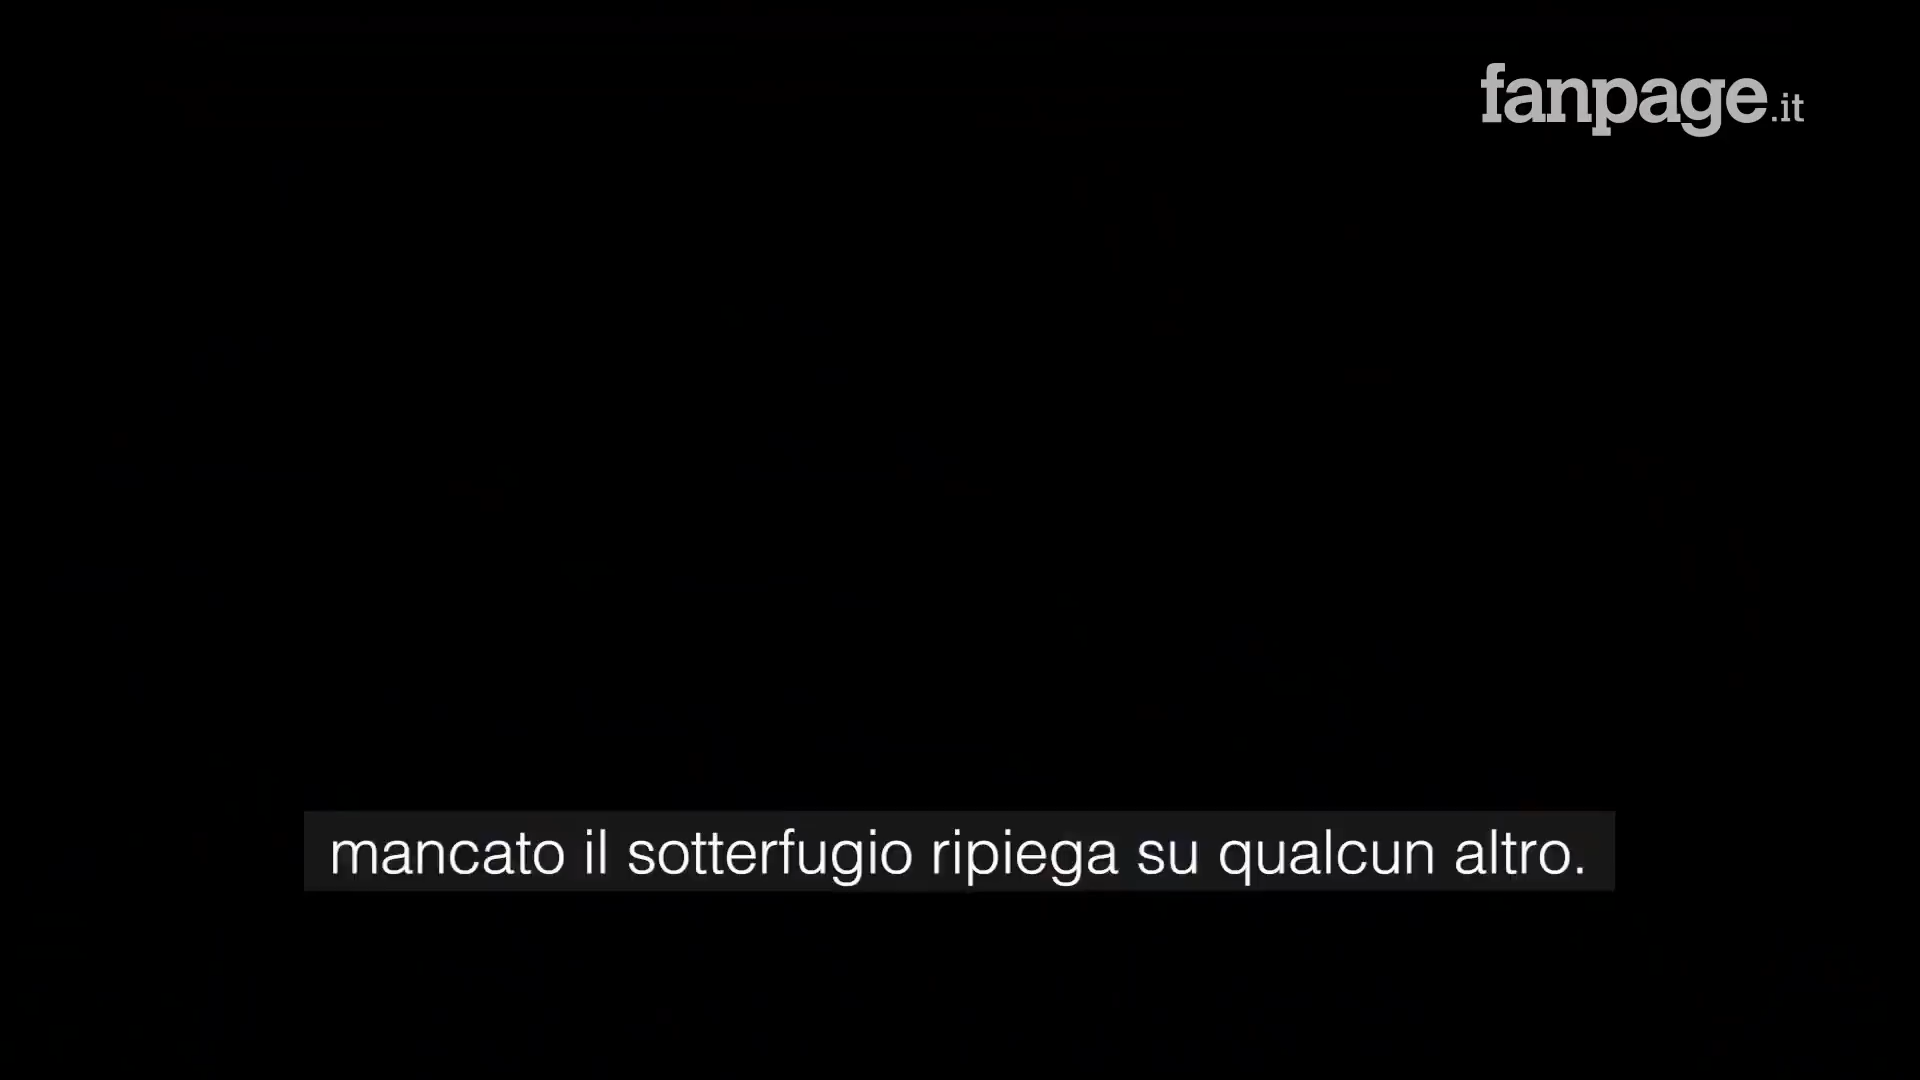 fanpage.it
mancato il sotterfugio ripiega su qualcun altro.